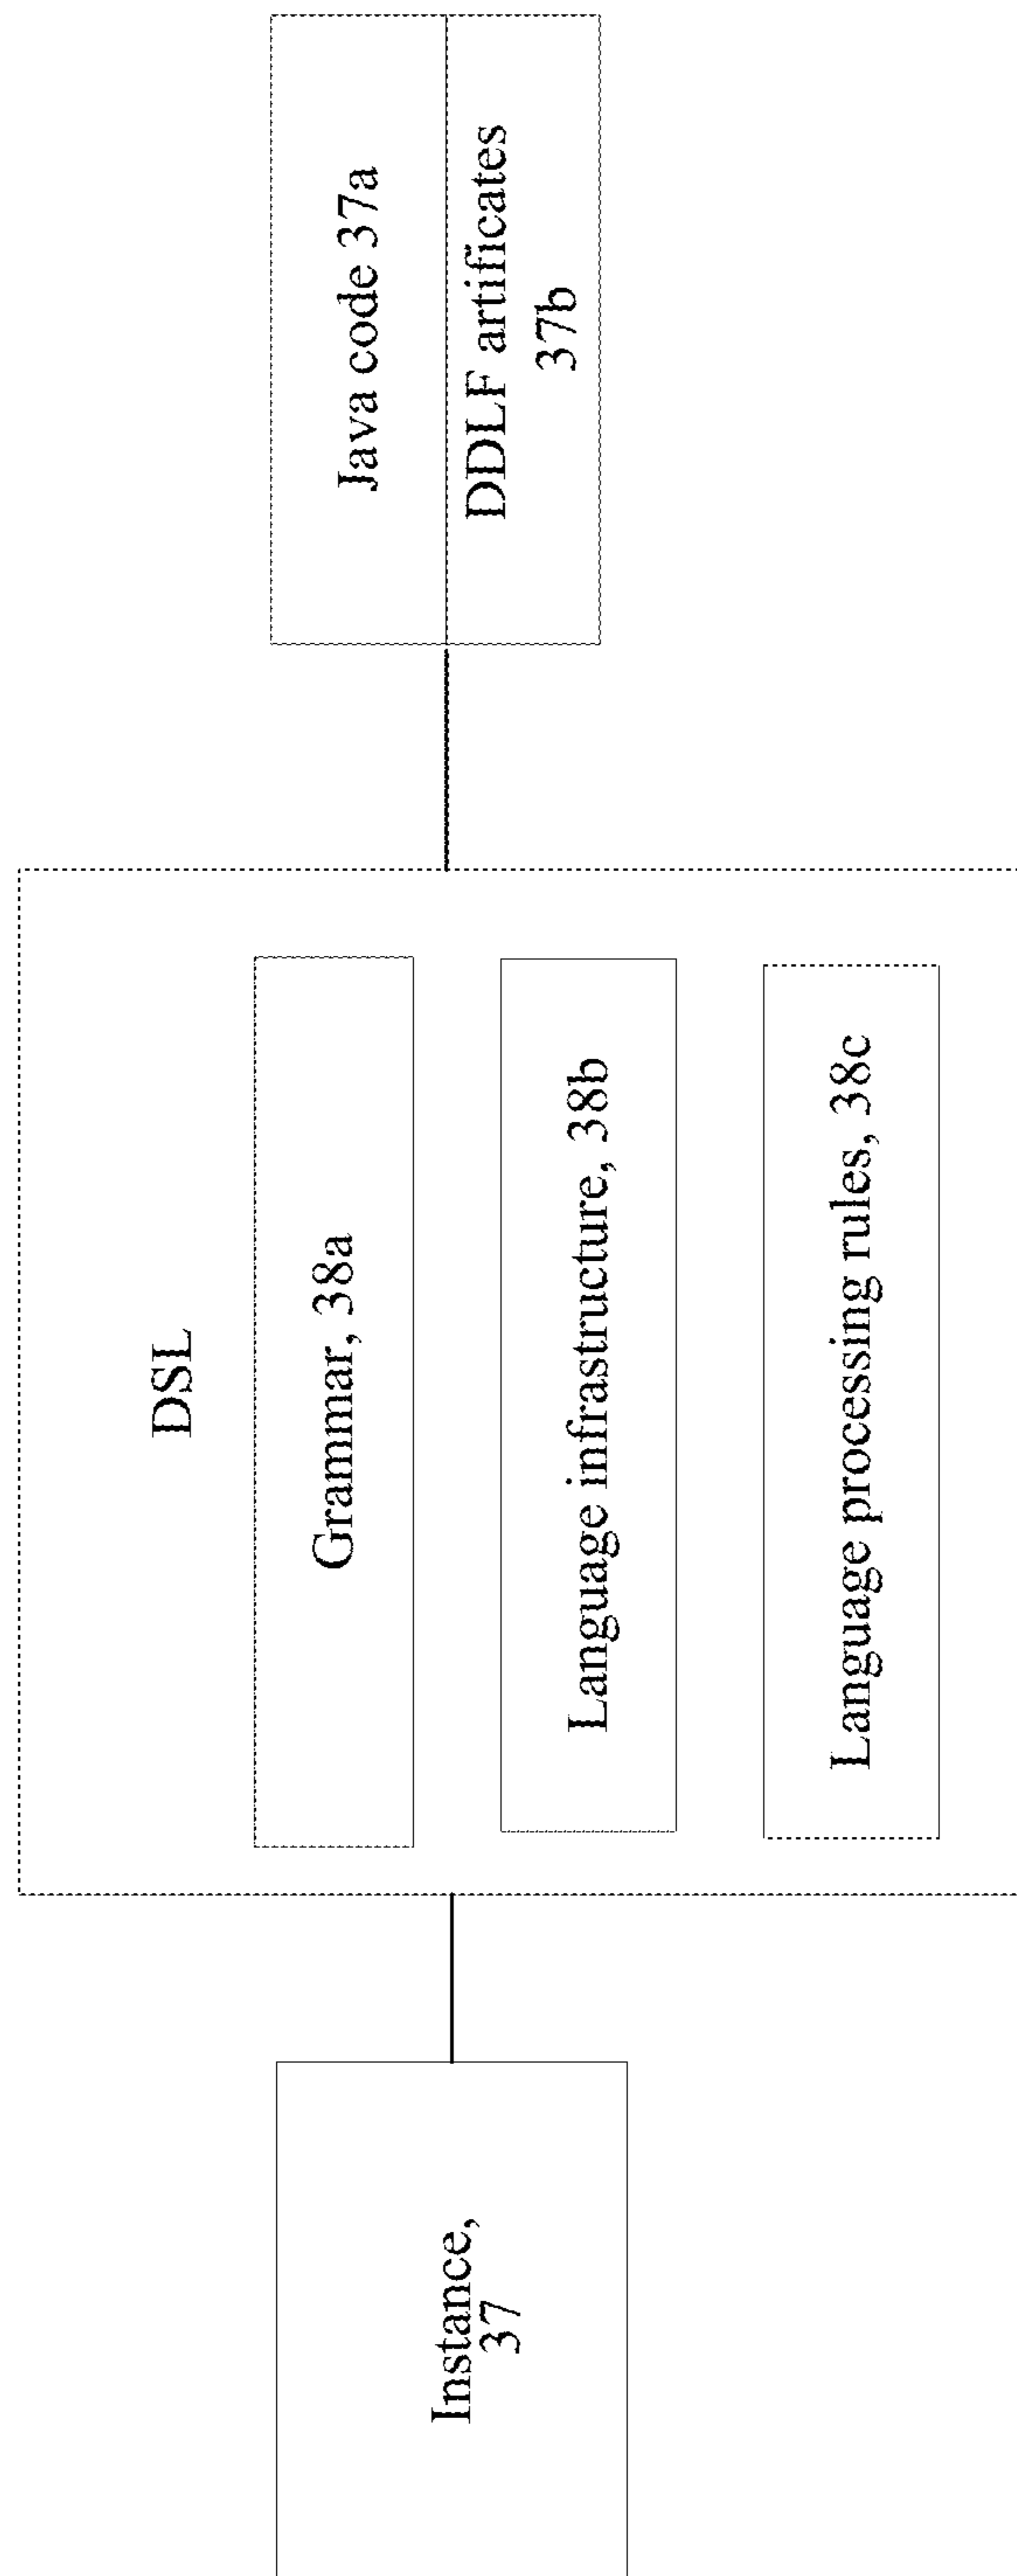 Instance,
37
DSL
Grammar, 38a
Language infrastructure, 38b
Language processing rules, 38c
Java code 37a
DDLF artificates
37b